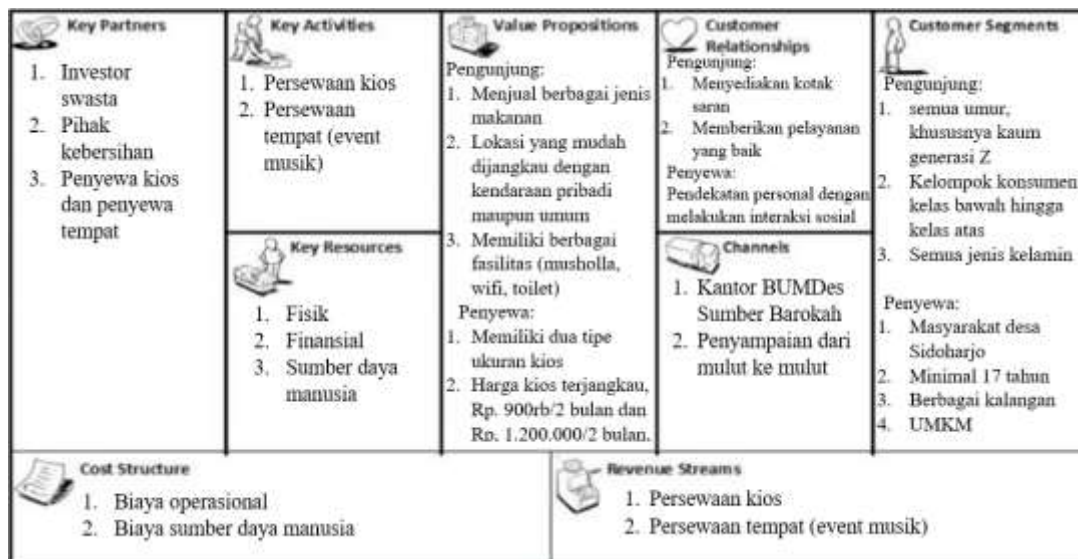 Key Partners
1. Investor
swasta
2. Pihak
kebersihan
3. Penyewa kios
dan penyewa
tempat
Key Activities
1. Persewaan kios
2. Persewaan
tempat (event
musik)
Key Resources
1. Fisik
2. Finansial
3. Sumber daya
manusia
Value Propositions
Pengunjung:
1. Menjual berbagai jenis
makanan
2. Lokasi yang mudah
dijangkau dengan
kendaraan pribadi
maupun umum
3. Memiliki berbagai
fasilitas (musholla,
wifi, toilet)
Penyewa:
1. Memiliki dua tipe
ukuran kios
2. Harga kios terjangkau,
Rp. 900rb/2 bulan dan
Rp. 1.200.000/2 bulan.
Customer
Relationships
Pengunjung:
1. Menyediakan kotak
saran
2. Memberikan pelayanan
yang baik
Penyewa:
Pendekatan personal dengan
melakukan interaksi sosial
Channels
1. Kantor BUMDes
Sumber Barokah
2. Penyampaian dari
mulut ke mulut
Customer Segments
Pengunjung:
1. semua umur,
khususnya kaum
generasi Z
2. Kelompok konsumen
kelas bawah hingga
kelas atas
3. Semua jenis kelamin
Penyewa:
1. Masyarakat desa
Sidoharjo
2. Minimal 17 tahun
3. Berbagai kalangan
4. UMKM
Cost Structure
1. Biaya operasional
2. Biaya sumber daya manusia
Revenue Streams
1. Persewaan kios
2. Persewaan tempat (event musik)